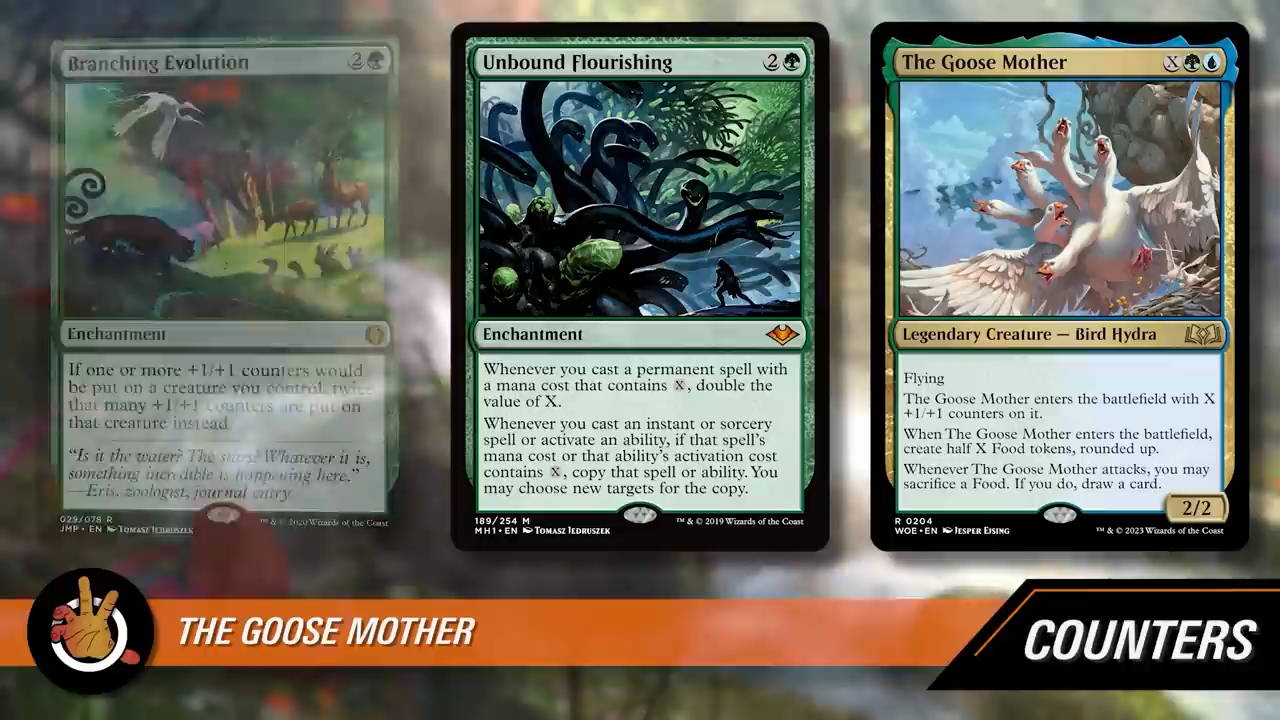 Branching Evolution 2
Enchantment
If one or more +1/+1 counters would
be put on a creature you control, twice
that many +1/+1 counters are put on
that creature instead.
"Is it the water? The stars? Whatever it is,
something incredible is happening here."
—Eris, zoologist, journal entry
029/078 R
JMP • EN Tomasz Jedruszek
™ & © 2020 Wizards of the Coast
Unbound Flourishing 2
Enchantment
Whenever you cast a permanent spell with
a mana cost that contains X, double the
value of X.
Whenever you cast an instant or sorcery
spell or activate an ability, if that spell's
mana cost or that ability's activation cost
contains X, copy that spell or ability. You
may choose new targets for the copy.
189/254 M
MH1 • EN Tomasz Jedruszek
™ & © 2019 Wizards of the Coast
The Goose Mother X
Legendary Creature — Bird Hydra
Flying
The Goose Mother enters the battlefield with X
+1/+1 counters on it.
When The Goose Mother enters the battlefield,
create half X Food tokens, rounded up.
Whenever The Goose Mother attacks, you may
sacrifice a Food. If you do, draw a card.
2/2
R 0204
WOE • EN Jesper Ejsing
™ & © 2023 Wizards of the Coast
THE GOOSE MOTHER
COUNTERS